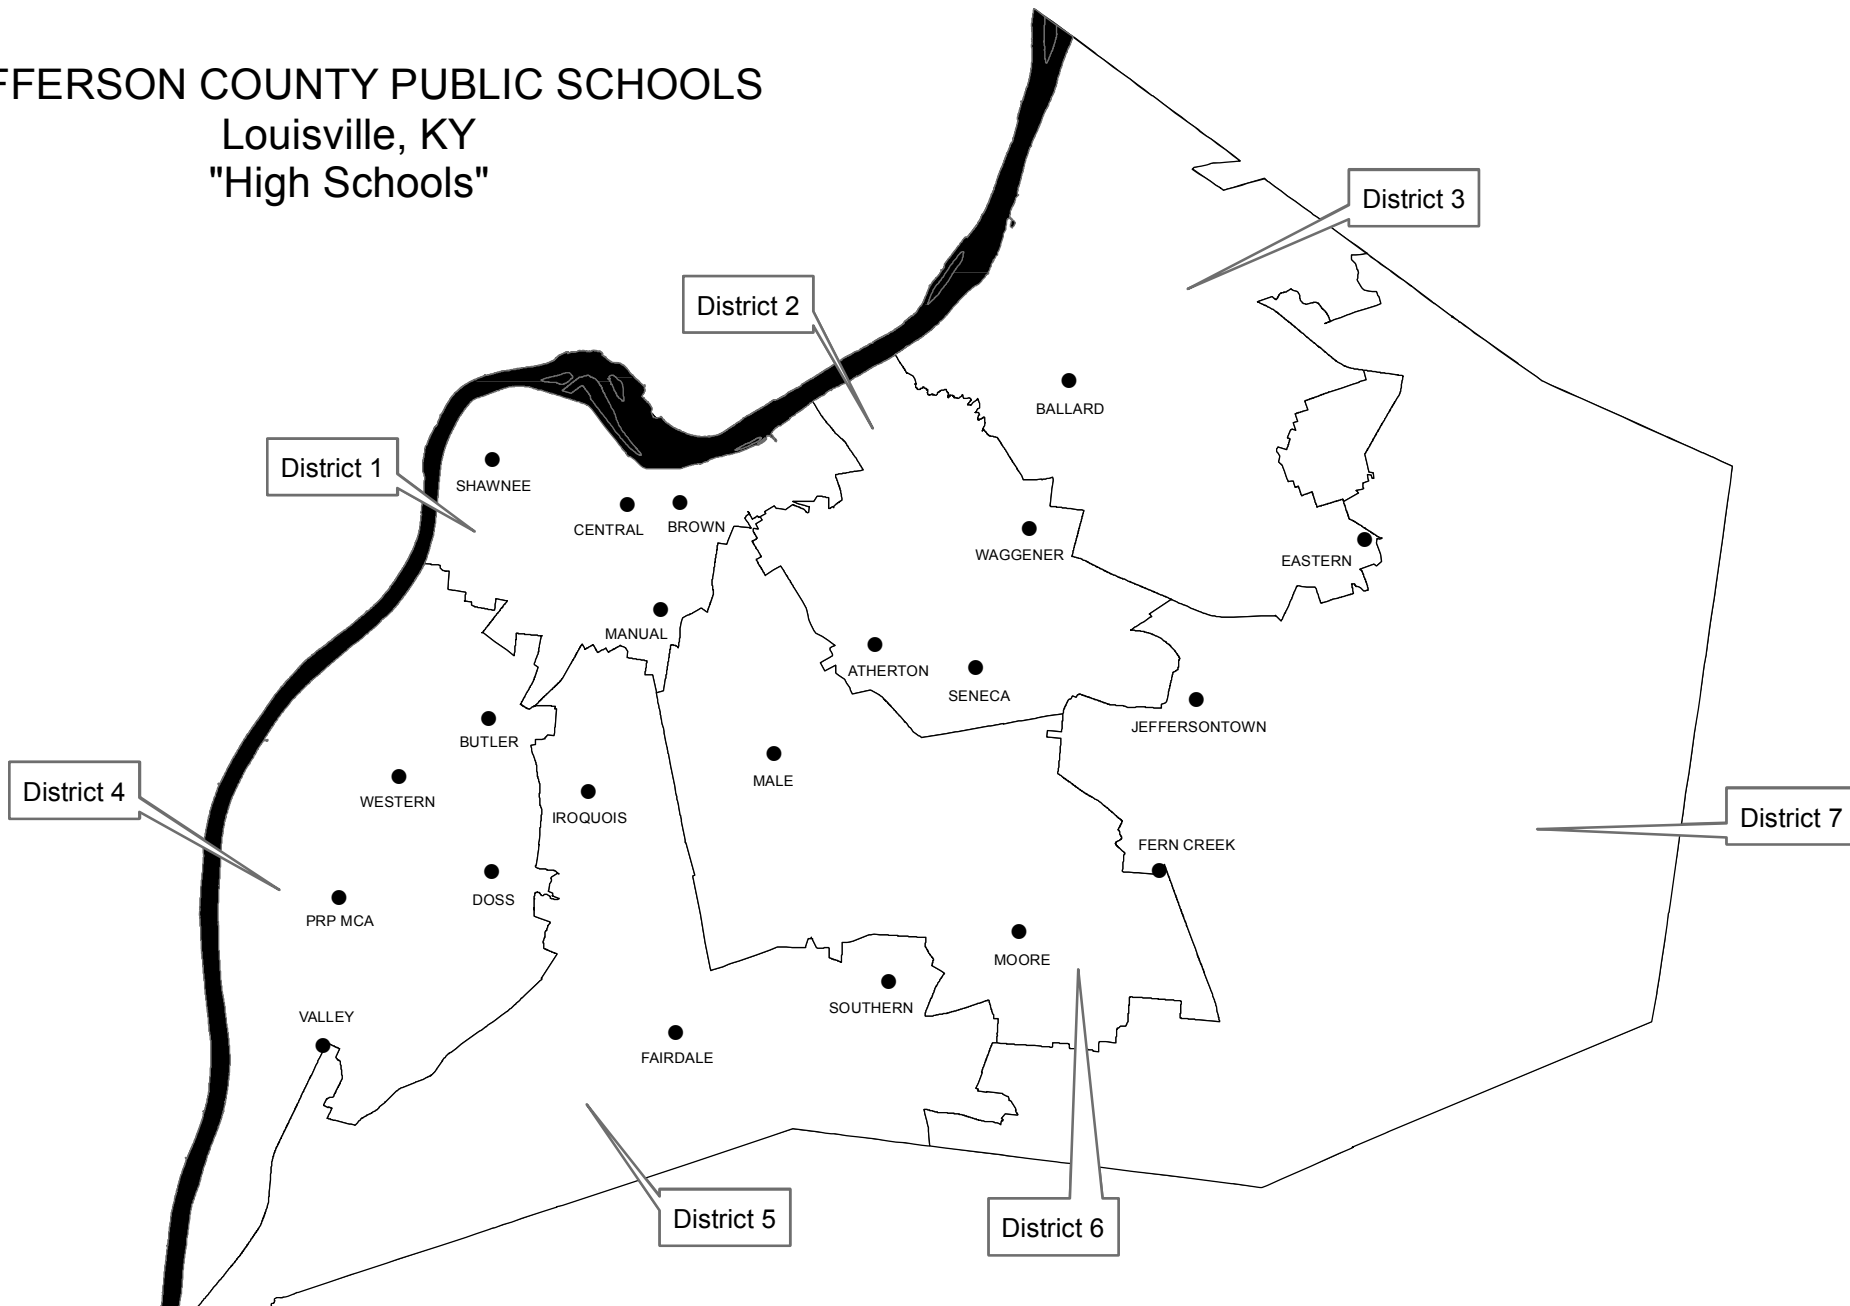 FFERSON COUNTY PUBLIC SCHOOLS
Louisville, KY
"High Schools"
District 3
District 2
BALLARD
District 1
SHAWNEE
CENTRAL
BROWN
WAGGENER
EASTERN
MANUAL
ATHERTON
SENECA
JEFFERSONTOWN
BUTLER
MALE
WESTERN
IROQUOIS
District 4
District 7
FERN CREEK
DOSS
PRP MCA
MOORE
SOUTHERN
VALLEY
FAIRDALE
District 5
District 6